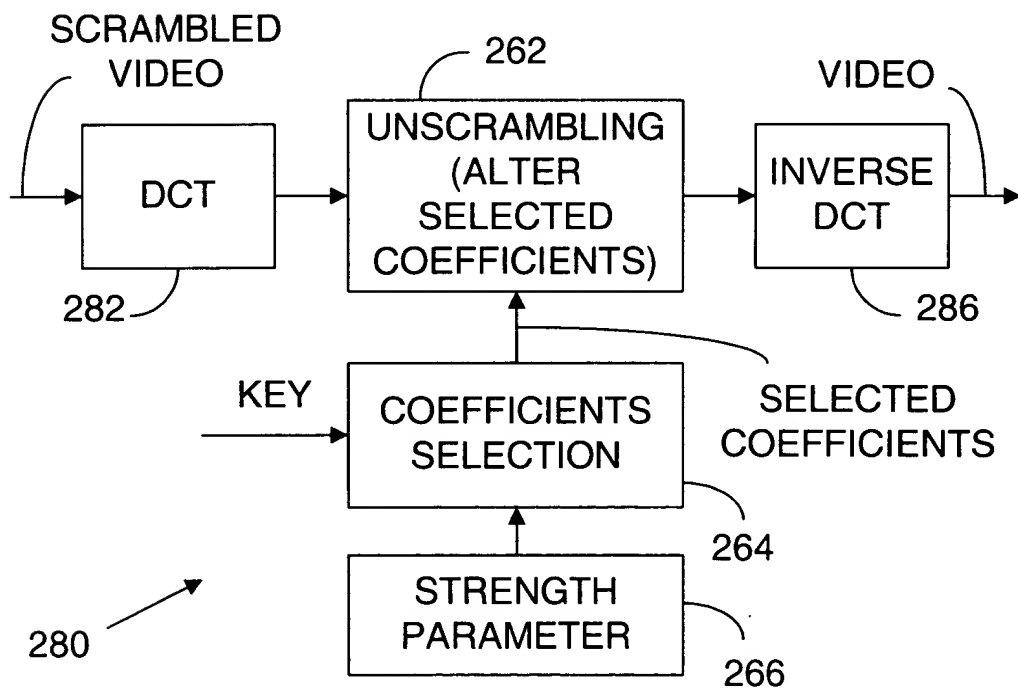 SCRAMBLED
VIDEO
262
VIDEO
DCT
UNSCRAMBLING
(ALTER
SELECTED
COEFFICIENTS)
INVERSE
DCT
282
286
KEY
COEFFICIENTS
SELECTION
SELECTED
COEFFICIENTS
264
STRENGTH
PARAMETER
280
266